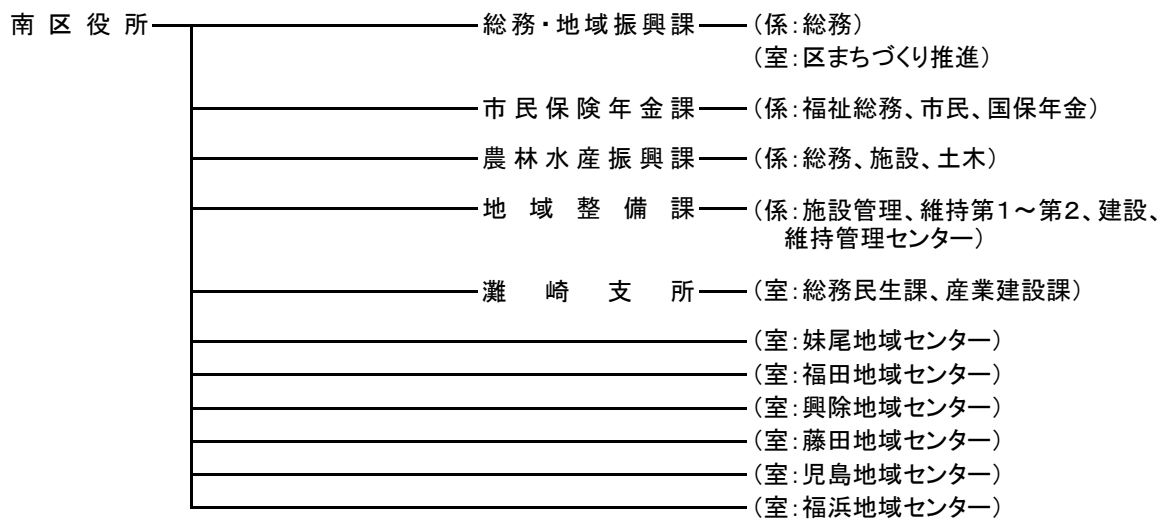 南区役所 総務・地域振興課 (係:総務)
(室:区まちづくり推進)
市民保険年金課 (係:福祉総務、市民、国保年金)
農林水産振興課 (係:総務、施設、土木)
地域整備課 (係:施設管理、維持第1~第2、建設、
維持管理センター)
灘崎支所 (室:総務民生課、産業建設課)
(室:妹尾地域センター)
(室:福田地域センター)
(室:興除地域センター)
(室:藤田地域センター)
(室:児島地域センター)
(室:福浜地域センター)